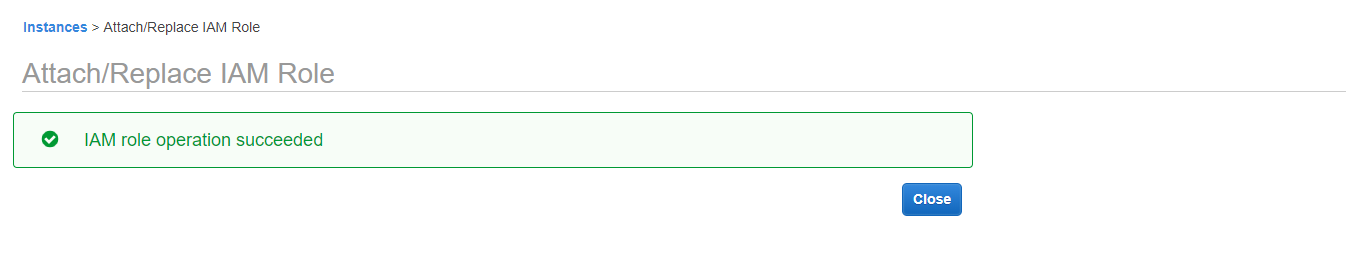 Instances > Attach/Replace IAM Role
Attach/Replace IAM Role
IAM role operation succeeded
Close